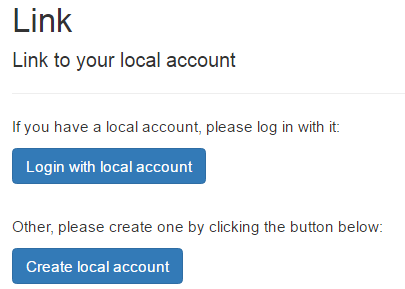 Link
Link to your local account
If you have a local account, please log in with it:
Login with local account
Other, please create one by clicking the button below:
Create local account